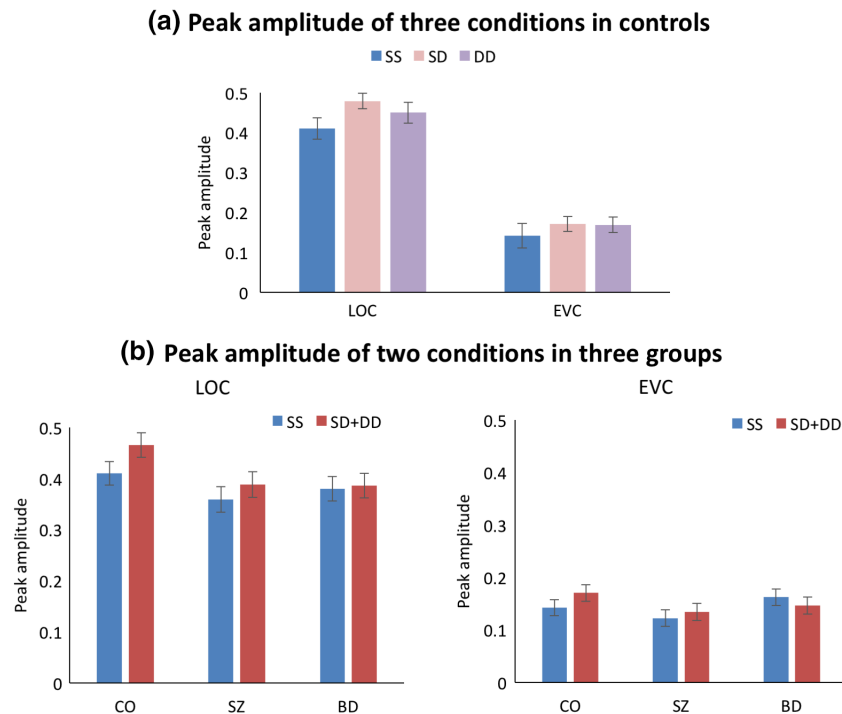 (a) Peak amplitude of three conditions in controls
SS SD DD
0.5
0.4
0.3
0.2
0.1
0
Peak amplitude
LOC EVC
(b) Peak amplitude of two conditions in three groups
LOC
SS SD+DD
0.5
0.4
0.3
0.2
0.1
0
Peak amplitude
CO SZ BD
EVC
SS SD+DD
0.5
0.4
0.3
0.2
0.1
0
Peak amplitude
CO SZ BD